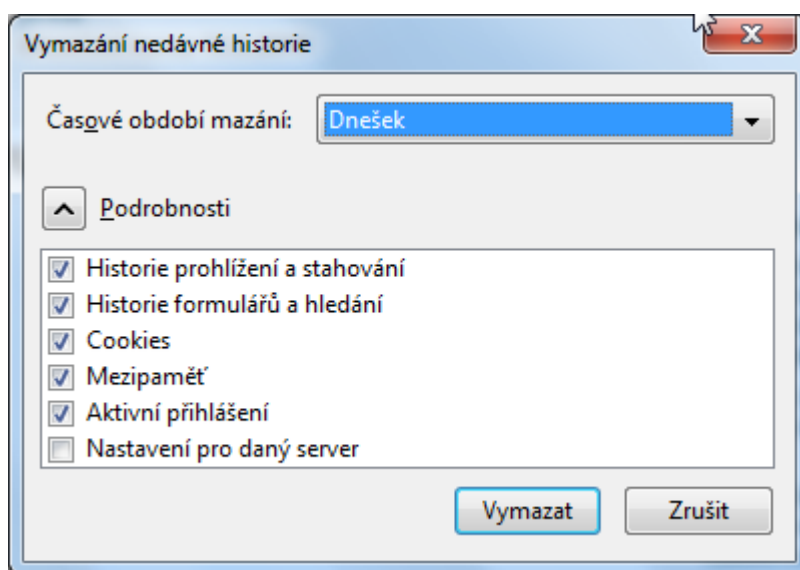 Vymazání nedávné historie
Časové období mazání: Dnešek
Podrobnosti
Historie prohlížení a stahování
Historie formulářů a hledání
Cookies
Mezipaměť
Aktivní přihlášení
Nastavení pro daný server
Vymazat Zrušit